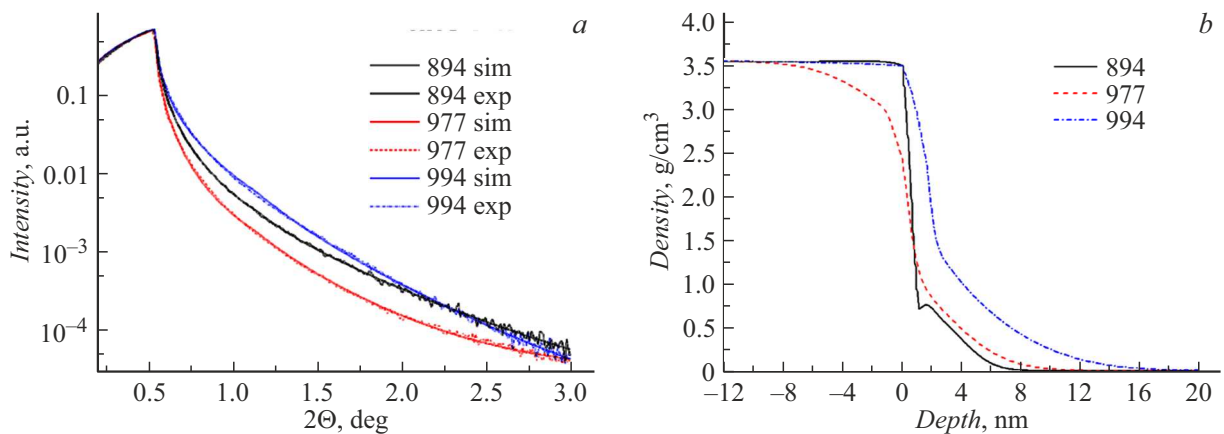 a
894 sim
894 exp
977 sim
977 exp
994 sim
994 exp
0.1
0.01
10–3
10–4
Intensity, a.u.
0.5 1.0 1.5 2.0 2.5 3.0
2Θ, deg
b
894
977
994
4.0
3.5
3.0
2.5
2.0
1.5
1.0
0.5
0
Density, g/cm3
–12 –8 –4 0 4 8 12 16 20
Depth, nm